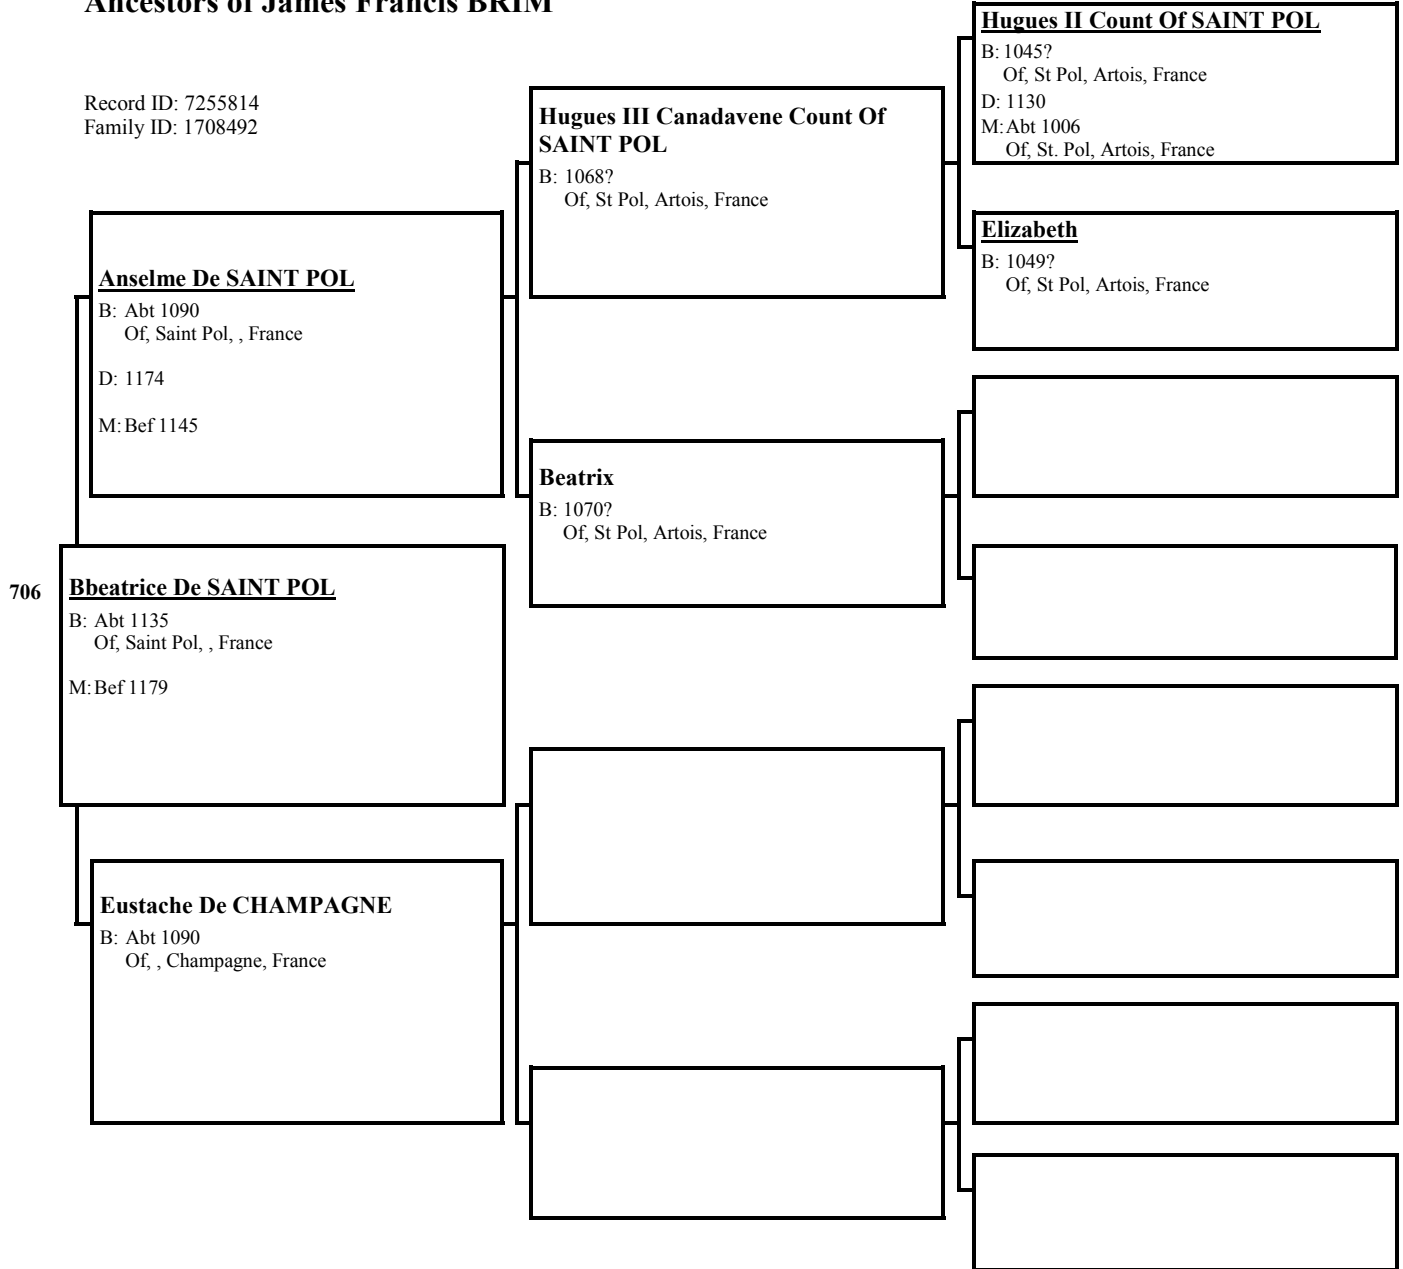 Ancestors of James Francis BRIM
Record ID: 7255814
Family ID: 1708492
Hugues II Count Of SAINT POL
B: 1045?
Of, St Pol, Artois, France
D: 1130
M: Abt 1006
Of, St. Pol, Artois, France
Hugues III Canadavene Count Of
SAINT POL
B: 1068?
Of, St Pol, Artois, France
Elizabeth
B: 1049?
Of, St Pol, Artois, France
Anselme De SAINT POL
B: Abt 1090
Of, Saint Pol, , France
D: 1174
M: Bef 1145
Beatrix
B: 1070?
Of, St Pol, Artois, France
706
Bbeatrice De SAINT POL
B: Abt 1135
Of, Saint Pol, , France
M: Bef 1179
Eustache De CHAMPAGNE
B: Abt 1090
Of, , Champagne, France